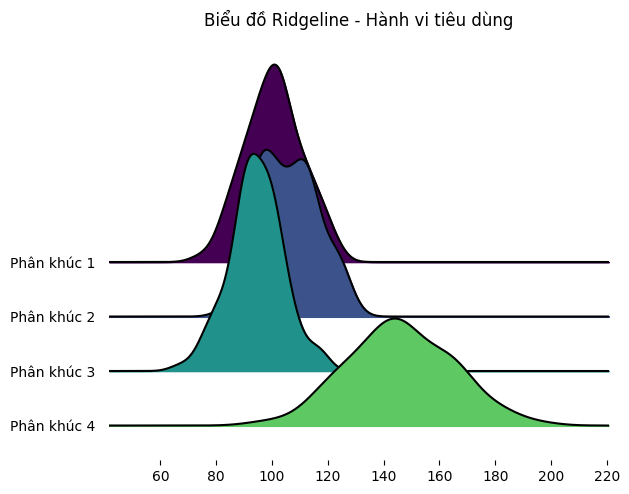 Biểu đồ Ridgeline - Hành vi tiêu dùng
Phân khúc 1
Phân khúc 2
Phân khúc 3
Phân khúc 4
60 80 100 120 140 160 180 200 220